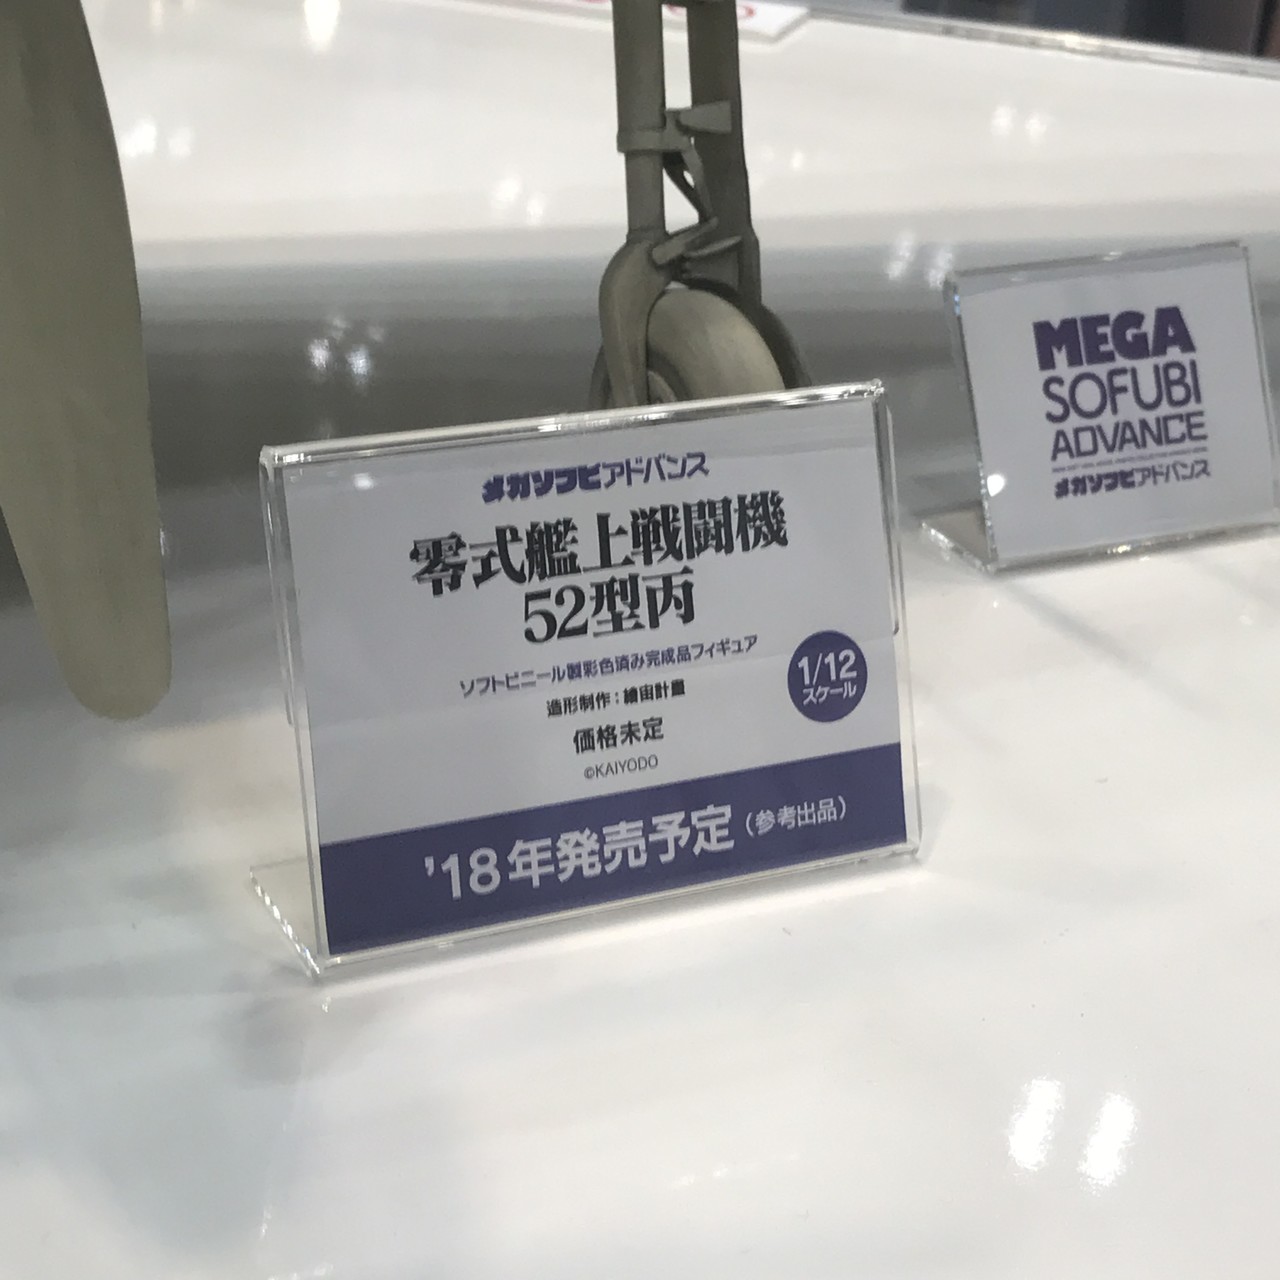 メガソフビアドバンス
零式艦上戦闘機
52型丙
ソフトビニール製彩色済み完成品フィギュア
造形制作：繪宙計畫
価格未定
©KAIYODO
1/12
スケール
'18年発売予定（参考出品）
MEGA
SOFUBI
ADVANCE
メガソフビアドバンス